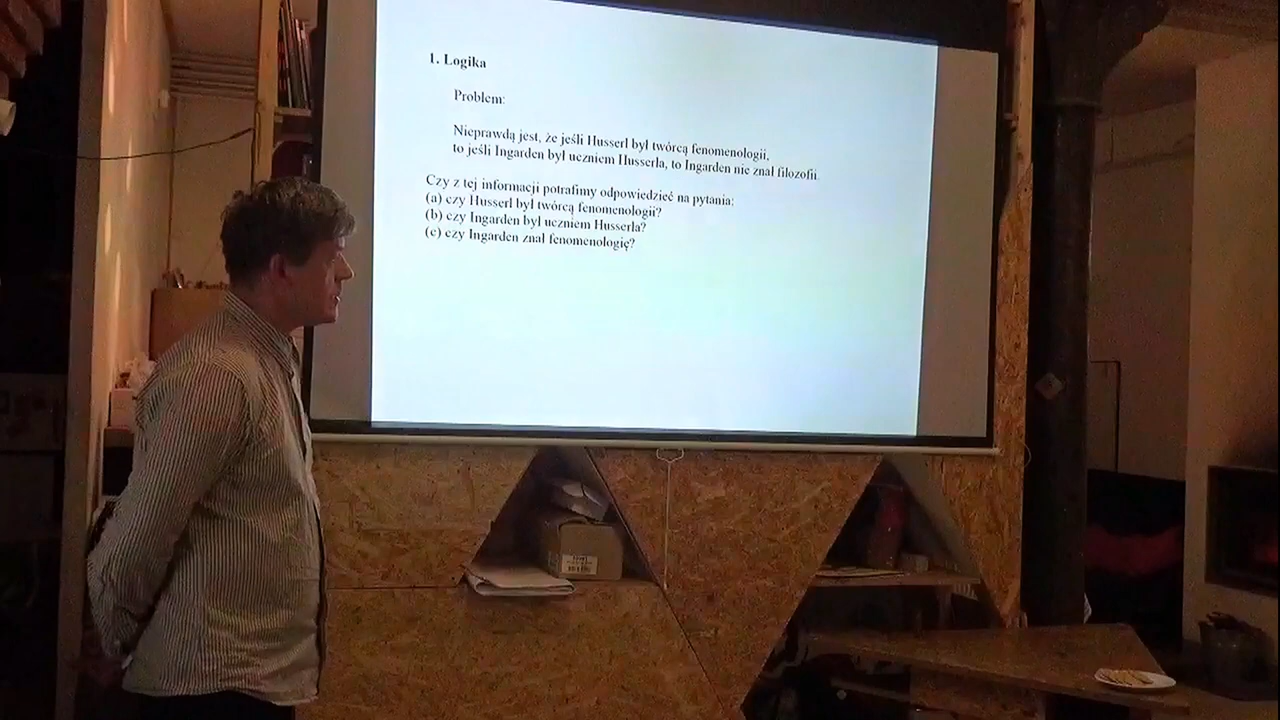 1. Logika
Problem:
Nieprawdą jest, że jeśli Husserl był twórcą fenomenologii,
to jeśli Ingarden był uczniem Husserla, to Ingarden nie znał filozofii.
Czy z tej informacji potrafimy odpowiedzieć na pytania:
(a) czy Husserl był twórcą fenomenologii?
(b) czy Ingarden był uczniem Husserla?
(c) czy Ingarden znał fenomenologię?